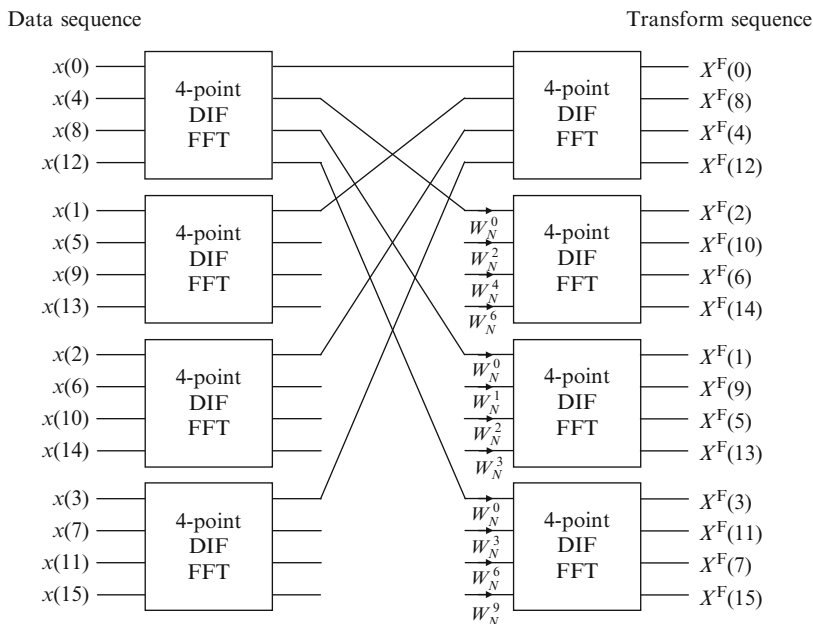 Data sequence
Transform sequence
x(0)
x(4)
x(8)
x(12)
4-point
DIF
FFT
4-point
DIF
FFT
X^F(0)
X^F(8)
X^F(4)
X^F(12)
x(1)
x(5)
x(9)
x(13)
4-point
DIF
FFT
W_N^0
W_N^2
W_N^4
W_N^6
4-point
DIF
FFT
X^F(2)
X^F(10)
X^F(6)
X^F(14)
x(2)
x(6)
x(10)
x(14)
4-point
DIF
FFT
W_N^0
W_N^1
W_N^2
W_N^3
4-point
DIF
FFT
X^F(1)
X^F(9)
X^F(5)
X^F(13)
x(3)
x(7)
x(11)
x(15)
4-point
DIF
FFT
W_N^0
W_N^3
W_N^6
W_N^9
4-point
DIF
FFT
X^F(3)
X^F(11)
X^F(7)
X^F(15)